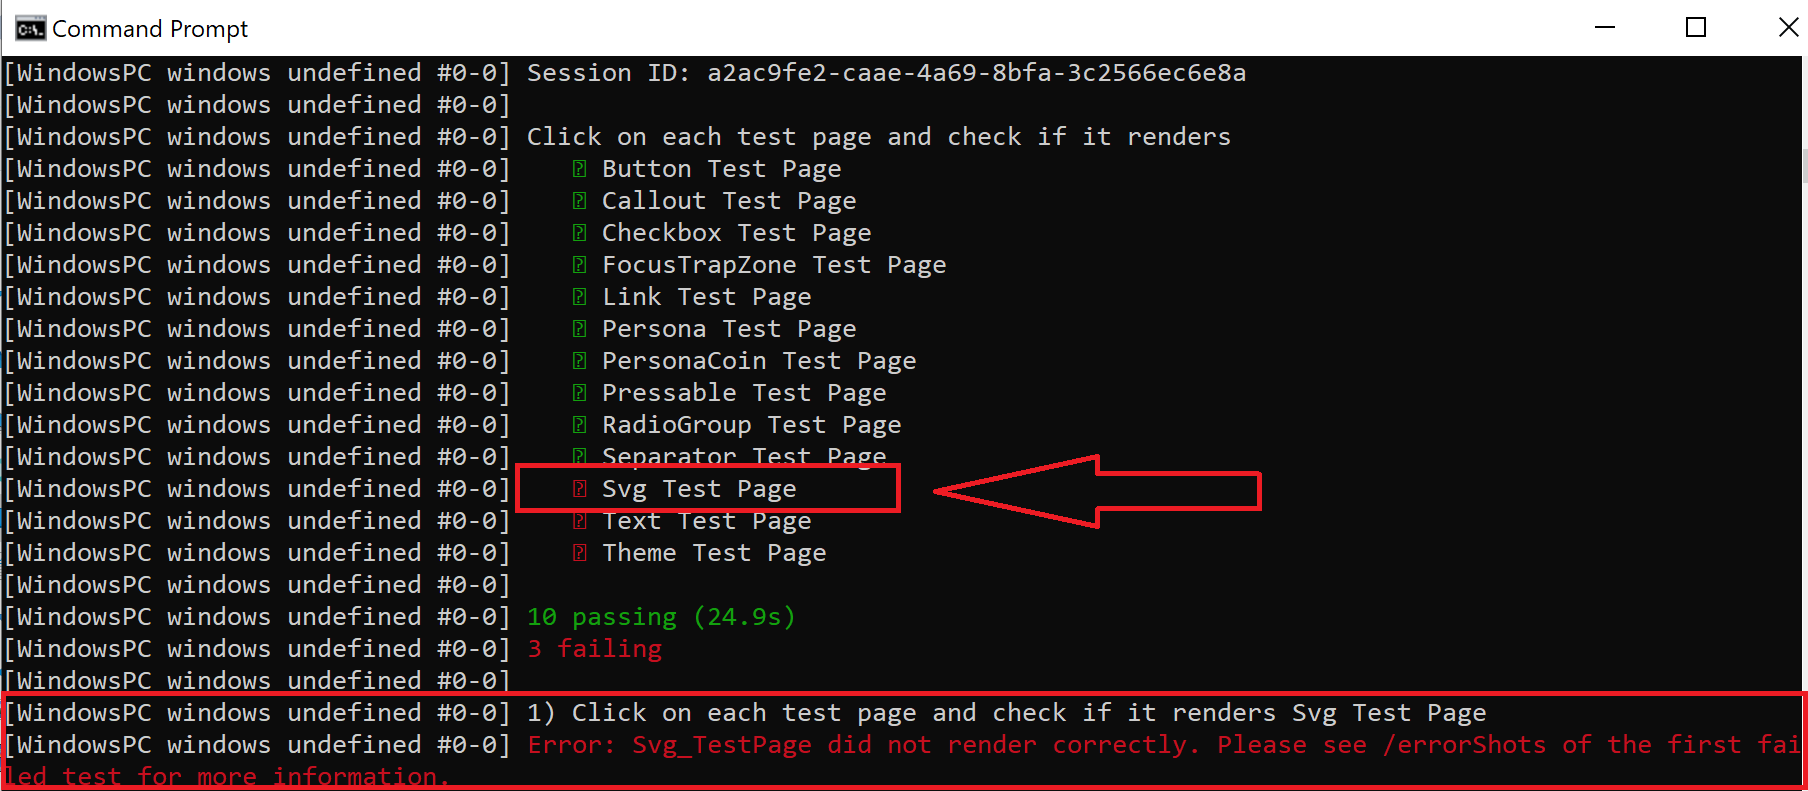 Command Prompt
[WindowsPC windows undefined #0-0] Session ID: a2ac9fe2-caae-4a69-8bfa-3c2566ec6e8a
[WindowsPC windows undefined #0-0]
[WindowsPC windows undefined #0-0] Click on each test page and check if it renders
[WindowsPC windows undefined #0-0] Button Test Page
[WindowsPC windows undefined #0-0] Callout Test Page
[WindowsPC windows undefined #0-0] Checkbox Test Page
[WindowsPC windows undefined #0-0] FocusTrapZone Test Page
[WindowsPC windows undefined #0-0] Link Test Page
[WindowsPC windows undefined #0-0] Persona Test Page
[WindowsPC windows undefined #0-0] PersonaCoin Test Page
[WindowsPC windows undefined #0-0] Pressable Test Page
[WindowsPC windows undefined #0-0] RadioGroup Test Page
[WindowsPC windows undefined #0-0] Separator Test Page
[WindowsPC windows undefined #0-0] Svg Test Page
[WindowsPC windows undefined #0-0] Text Test Page
[WindowsPC windows undefined #0-0] Theme Test Page
[WindowsPC windows undefined #0-0]
[WindowsPC windows undefined #0-0] 10 passing (24.9s)
[WindowsPC windows undefined #0-0] 3 failing
[WindowsPC windows undefined #0-0]
[WindowsPC windows undefined #0-0] 1) Click on each test page and check if it renders Svg Test Page
[WindowsPC windows undefined #0-0] Error: Svg_TestPage did not render correctly. Please see /errorShots of the first fai
led test for more information.